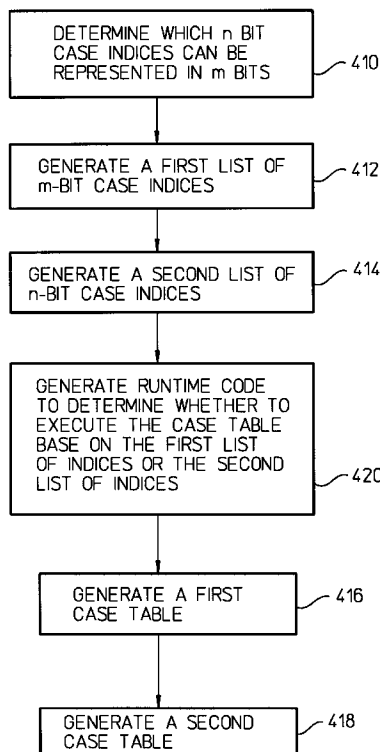 DETERMINE WHICH n BIT
CASE INDICES CAN BE
REPRESENTED IN m BITS
410
GENERATE A FIRST LIST OF
m-BIT CASE INDICES
412
GENERATE A SECOND LIST OF
n-BIT CASE INDICES
414
GENERATE RUNTIME CODE
TO DETERMINE WHETHER TO
EXECUTE THE CASE TABLE
BASE ON THE FIRST LIST
OF INDICES OR THE SECOND
LIST OF INDICES
420
GENERATE A FIRST
CASE TABLE
416
GENERATE A SECOND
CASE TABLE
418